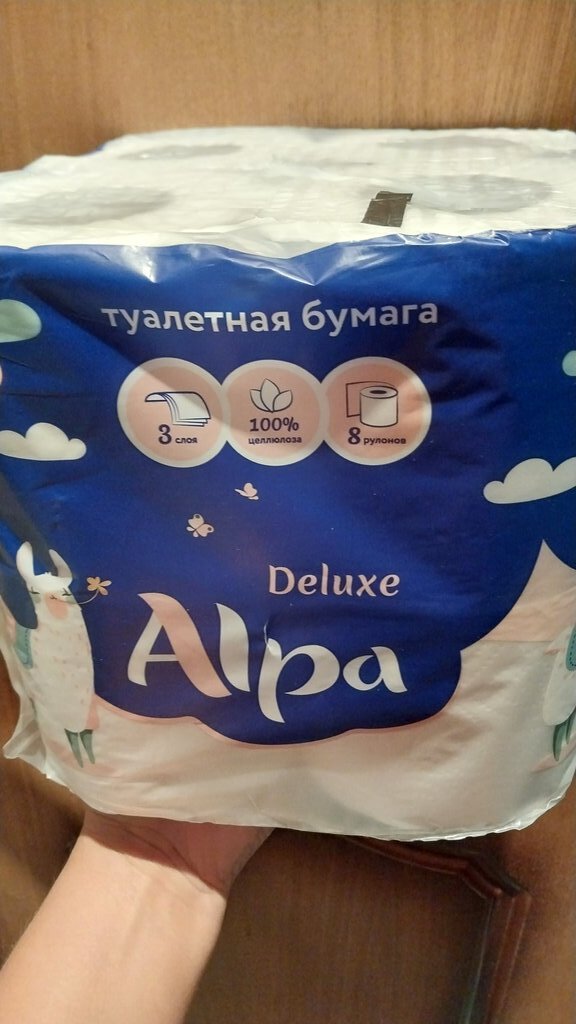 туалетная бумага
3 слоя
100%
целлюлоза
8 рулонов
Deluxe
Alpa